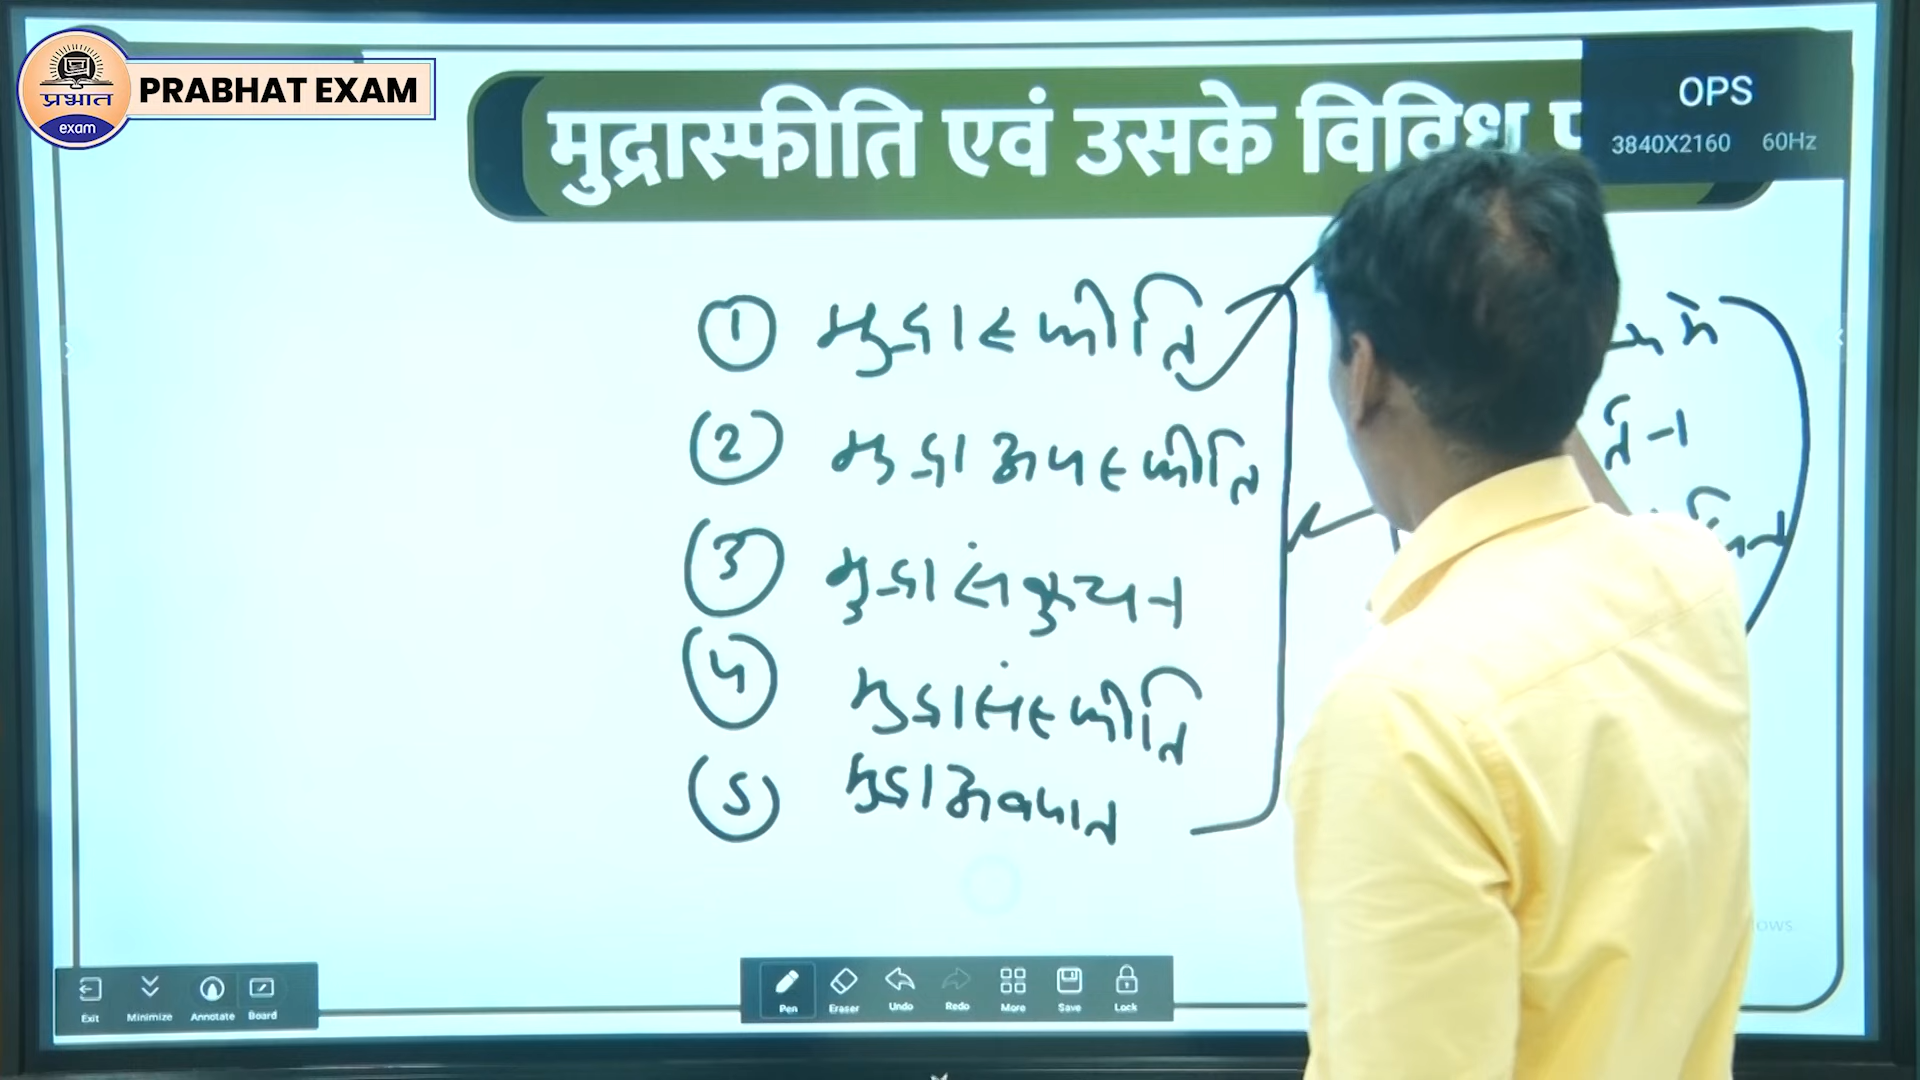 प्रभात
exam
PRABHAT EXAM
मुद्रास्फीति एवं उसके विविध
OPS
3840X2160 60Hz
1 मुद्रास्फीति
2 मुद्रा अपस्फीति
3 मुद्रा संकुचन
4 मुद्रा संस्फीति
5 मुद्रा अवपात
में
Exit Minimize Annotate Board
Pen Eraser Undo Redo More Save Lock